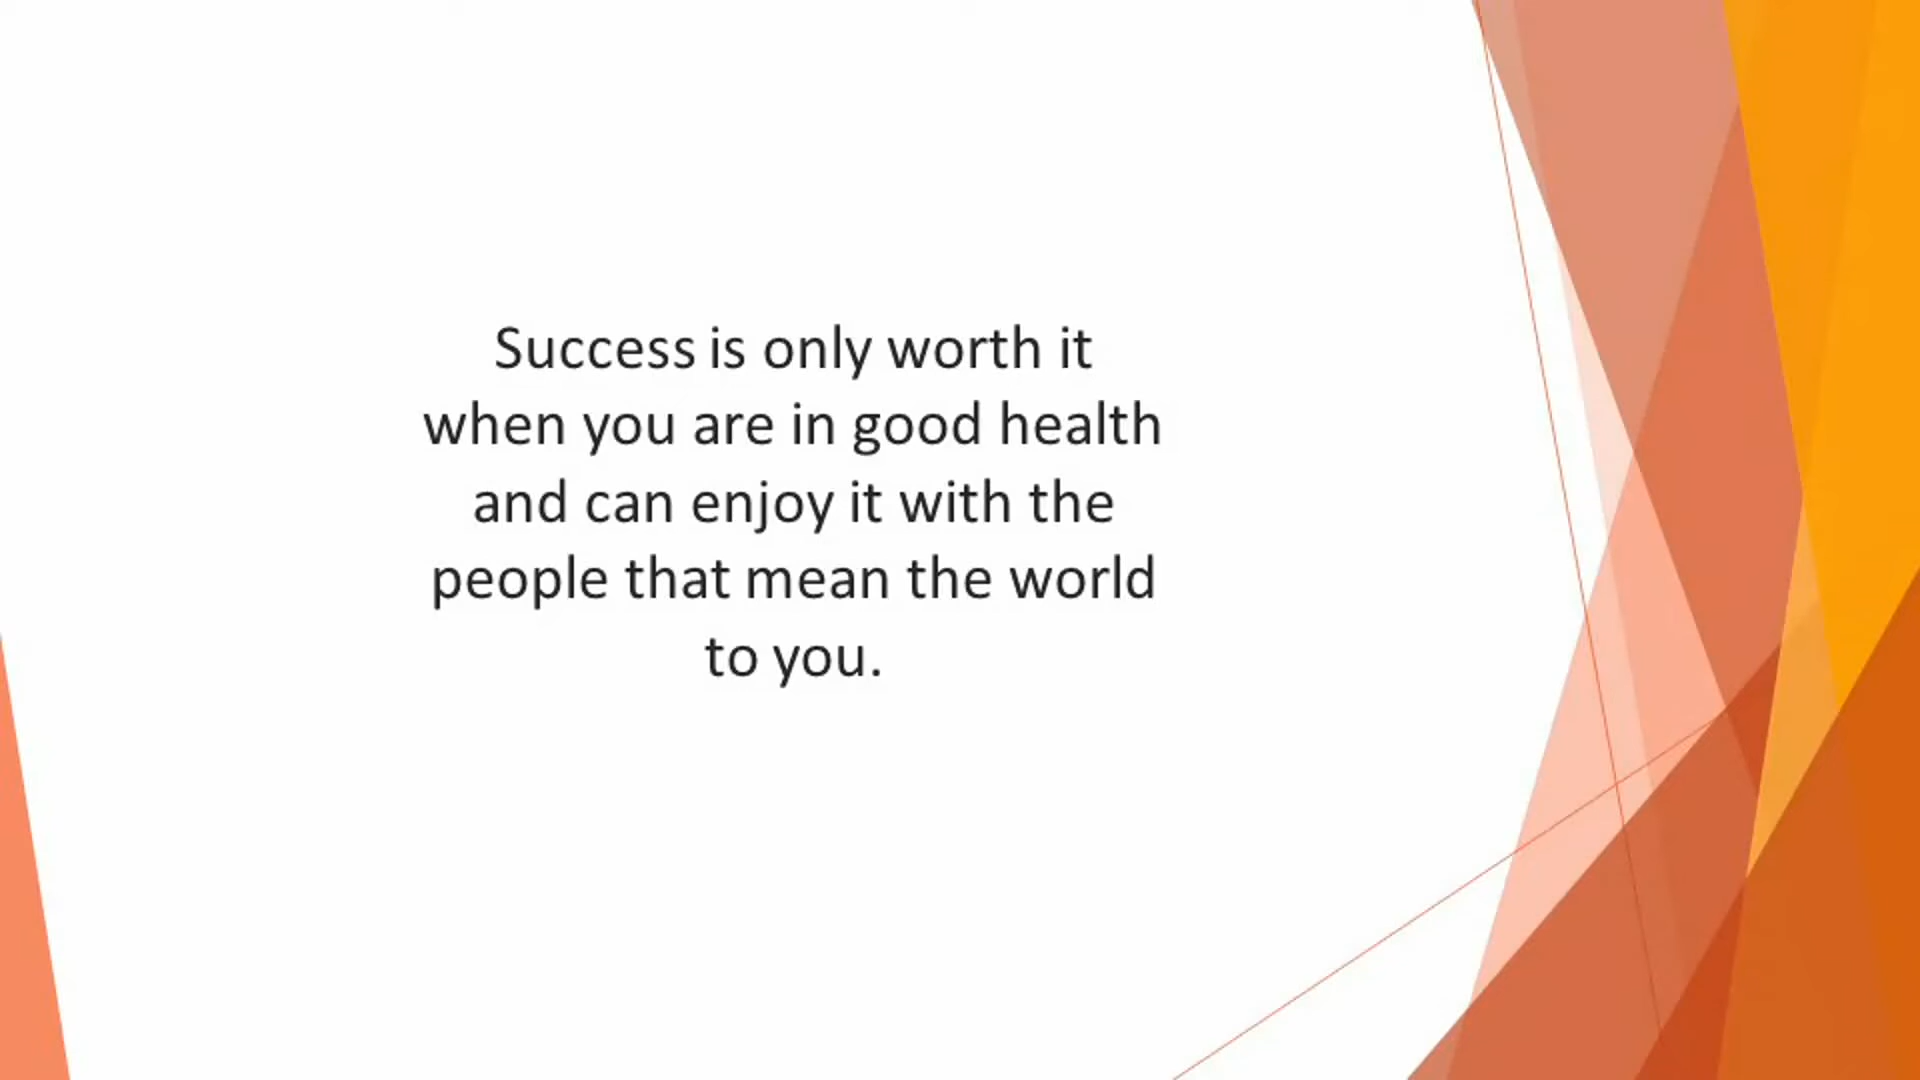 Success is only worth it
when you are in good health
and can enjoy it with the
people that mean the world
to you.